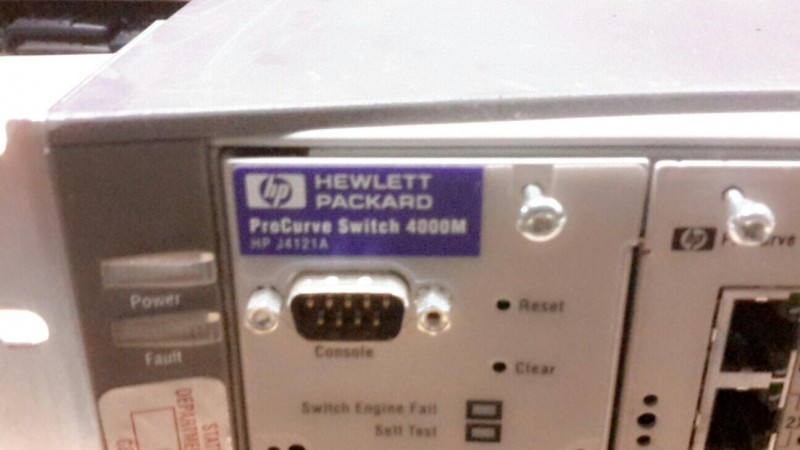 hp HEWLETT
PACKARD
ProCurve Switch 4000M
HP J4121A
Power
Fault
Console
Reset
Clear
Switch Engine Fail
Self Test
hp